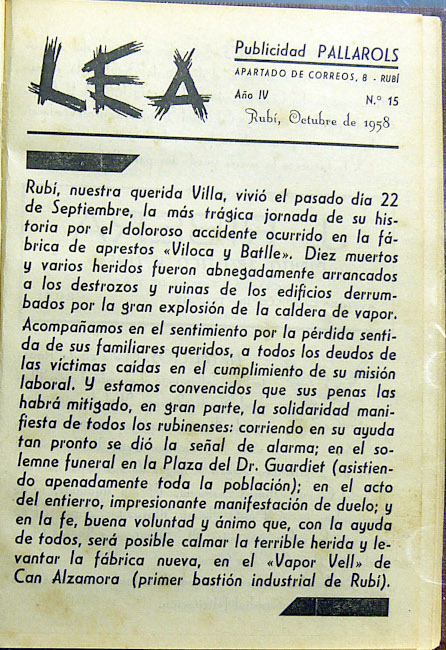 LEA
Publicidad PALLAROLS
APARTADO DE CORREOS, 8 - RUBÍ
Año IV N.° 15
Rubí, Octubre de 1958
Rubí, nuestra querida Villa, vivió el pasado día 22
de Septiembre, la más trágica jornada de su his-
toria por el doloroso accidente ocurrido en la fá-
brica de aprestos «Viloca y Batlle». Diez muertos
y varios heridos fueron abnegadamente arrancados
a los destrozos y ruinas de los edificios derrum-
bados por la gran explosión de la caldera de vapor.
Acompañamos en el sentimiento por la pérdida senti-
da de sus familiares queridos, a todos los deudos de
las víctimas caídas en el cumplimiento de su misión
laboral. Y estamos convencidos que sus penas las
habrá mitigado, en gran parte, la solidaridad mani-
fiesta de todos los rubinenses: corriendo en su ayuda
tan pronto se dió la señal de alarma; en el so-
lemne funeral en la Plaza del Dr. Guardiet (asistien-
do apenadamente toda la población); en el acto
del entierro, impresionante manifestación de duelo; y
en la fe, buena voluntad y ánimo que, con la ayuda
de todos, será posible calmar la terrible herida y le-
vantar la fábrica nueva, en el «Vapor Vell» de
Can Alzamora (primer bastión industrial de Rubí).